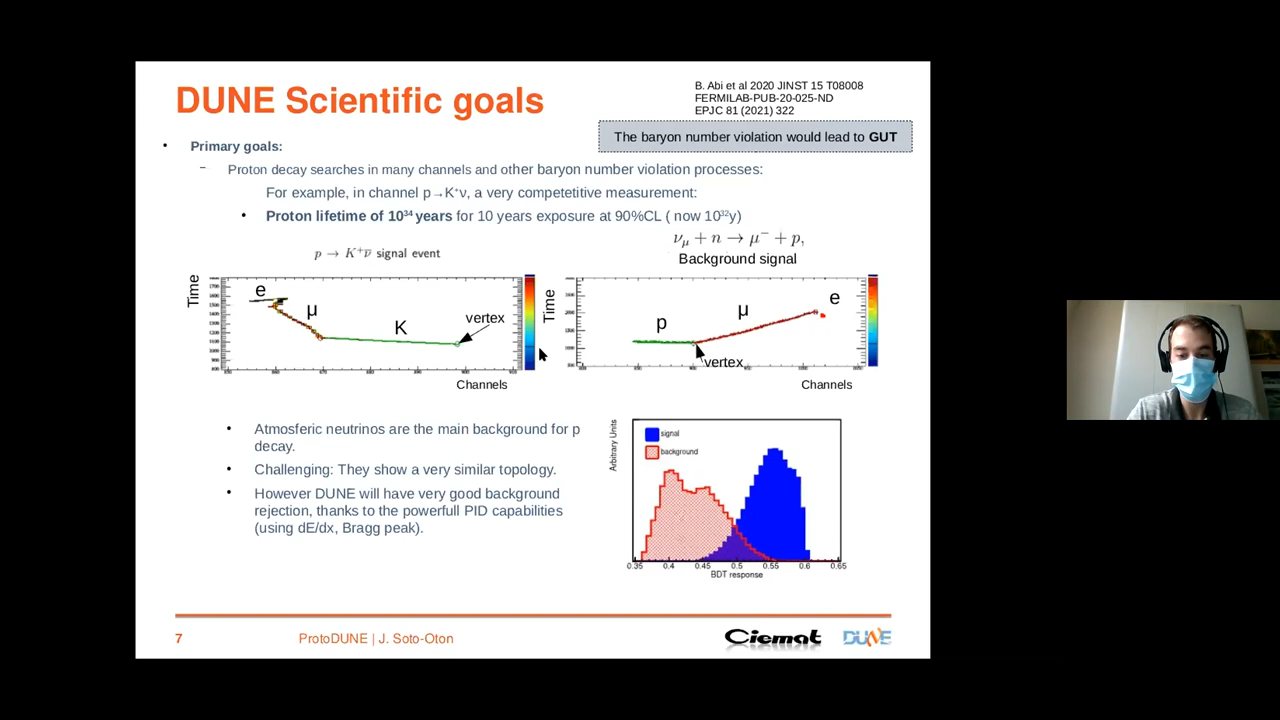 DUNE Scientific goals
B. Abi et al 2020 JINST 15 T08008
FERMILAB-PUB-20-025-ND
EPJC 81 (2021) 322
The baryon number violation would lead to GUT
• Primary goals:
– Proton decay searches in many channels and other baryon number violation processes:
For example, in channel p→K⁺ν, a very competetitive measurement:
• Proton lifetime of 10³⁴ years for 10 years exposure at 90%CL ( now 10³²y)
p → K⁺ν̅ signal event
νμ + n → μ⁻ + p,
Background signal
Time
e
μ
K
vertex
Channels
Time
p
μ
e
vertex
Channels
• Atmosferic neutrinos are the main background for p
decay.
• Challenging: They show a very similar topology.
• However DUNE will have very good background
rejection, thanks to the powerfull PID capabilities
(using dE/dx, Bragg peak).
Arbitrary Units
signal
background
0.35 0.4 0.45 0.5 0.55 0.6 0.65
BDT response
7
ProtoDUNE | J. Soto-Oton
Ciemat
DUNE